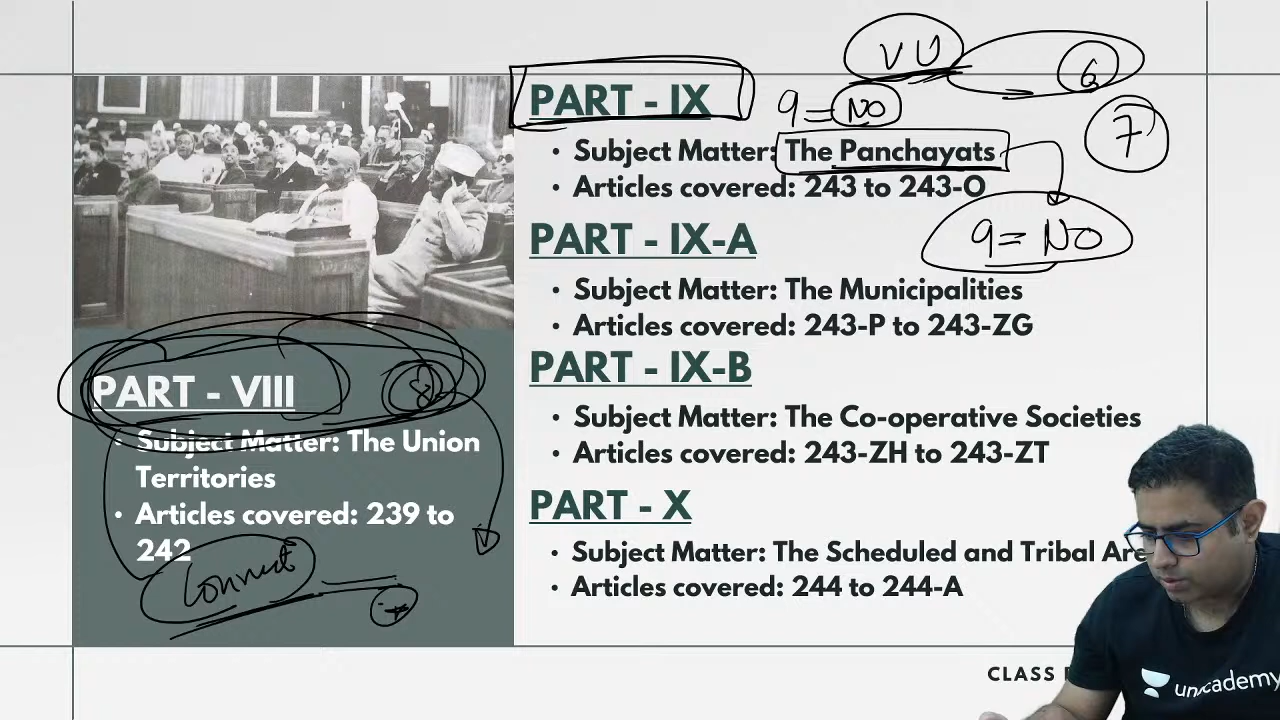 V U
6
PART - IX
9 = NO
7
• Subject Matter: The Panchayats
• Articles covered: 243 to 243-O
9 = NO
PART - IX-A
• Subject Matter: The Municipalities
• Articles covered: 243-P to 243-ZG
PART - IX-B
• Subject Matter: The Co-operative Societies
• Articles covered: 243-ZH to 243-ZT
PART - X
• Subject Matter: The Scheduled and Tribal Are
• Articles covered: 244 to 244-A
PART - VIII
8
• Subject Matter: The Union
Territories
• Articles covered: 239 to
242
Connect
CLASS
unacademy